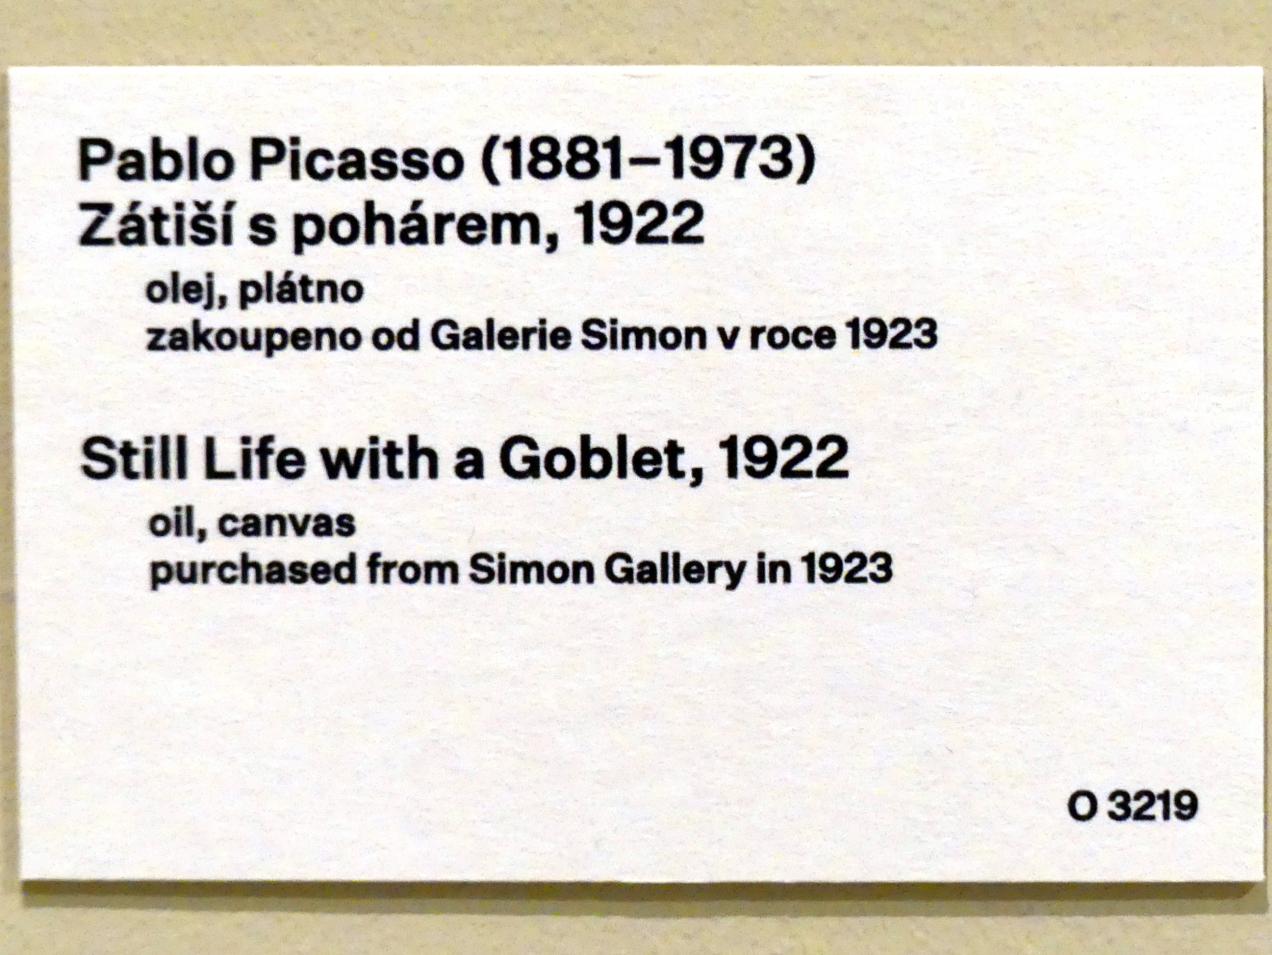 Pablo Picasso (1881–1973)
Zátiší s pohárem, 1922
olej, plátno
zakoupeno od Galerie Simon v roce 1923
Still Life with a Goblet, 1922
oil, canvas
purchased from Simon Gallery in 1923
O 3219